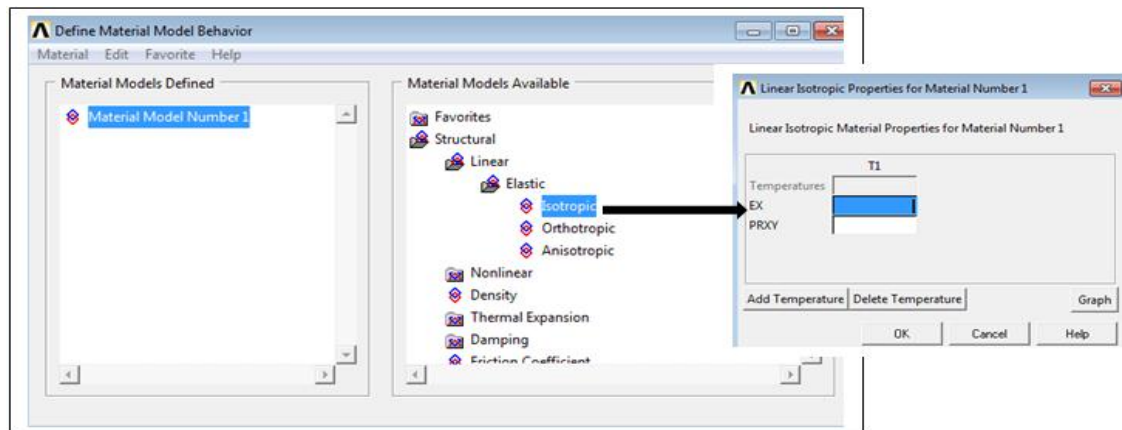 Define Material Model Behavior
Material Edit Favorite Help
Material Models Defined
Material Model Number 1
Material Models Available
Favorites
Structural
Linear
Elastic
Isotropic
Orthotropic
Anisotropic
Nonlinear
Density
Thermal Expansion
Damping
Friction Coefficient
Linear Isotropic Properties for Material Number 1
Linear Isotropic Material Properties for Material Number 1
T1
Temperatures
EX
PRXY
Add Temperature Delete Temperature Graph
OK Cancel Help